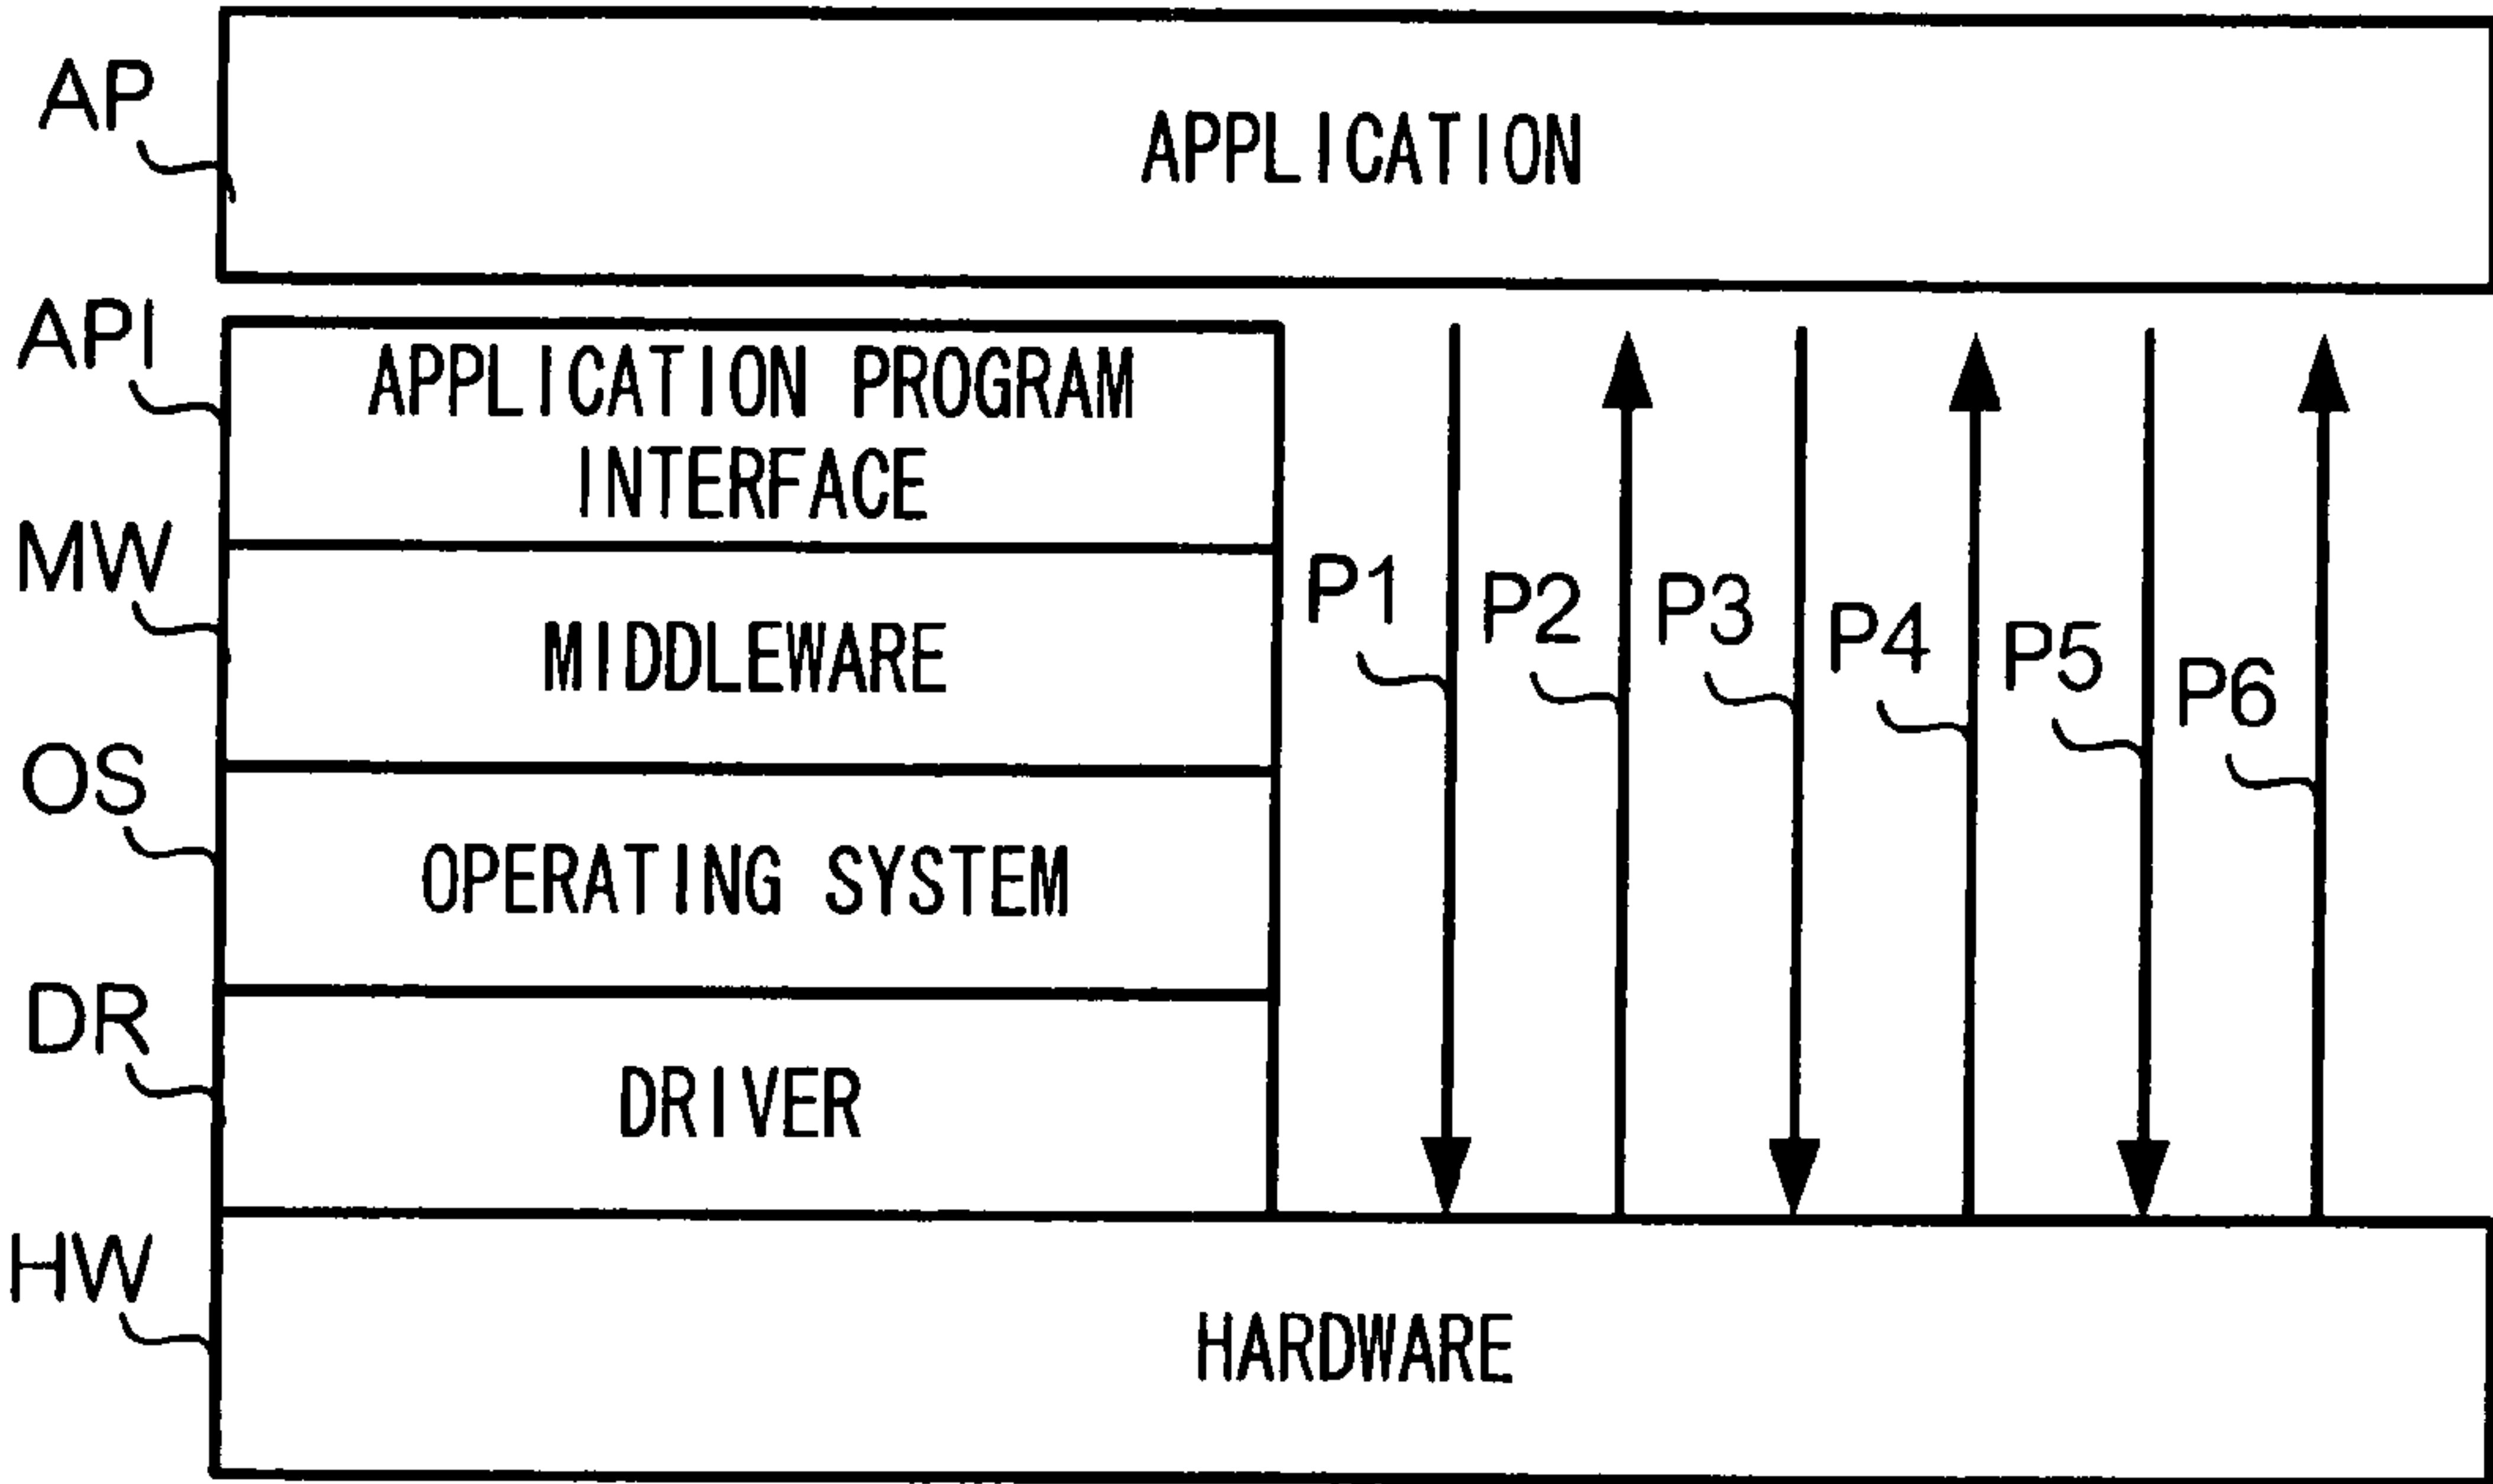 AP
APPLICATION
API
APPLICATION PROGRAM
INTERFACE
MW
MIDDLEWARE
OS
OPERATING SYSTEM
DR
DRIVER
HW
HARDWARE
P1
P2
P3
P4
P5
P6